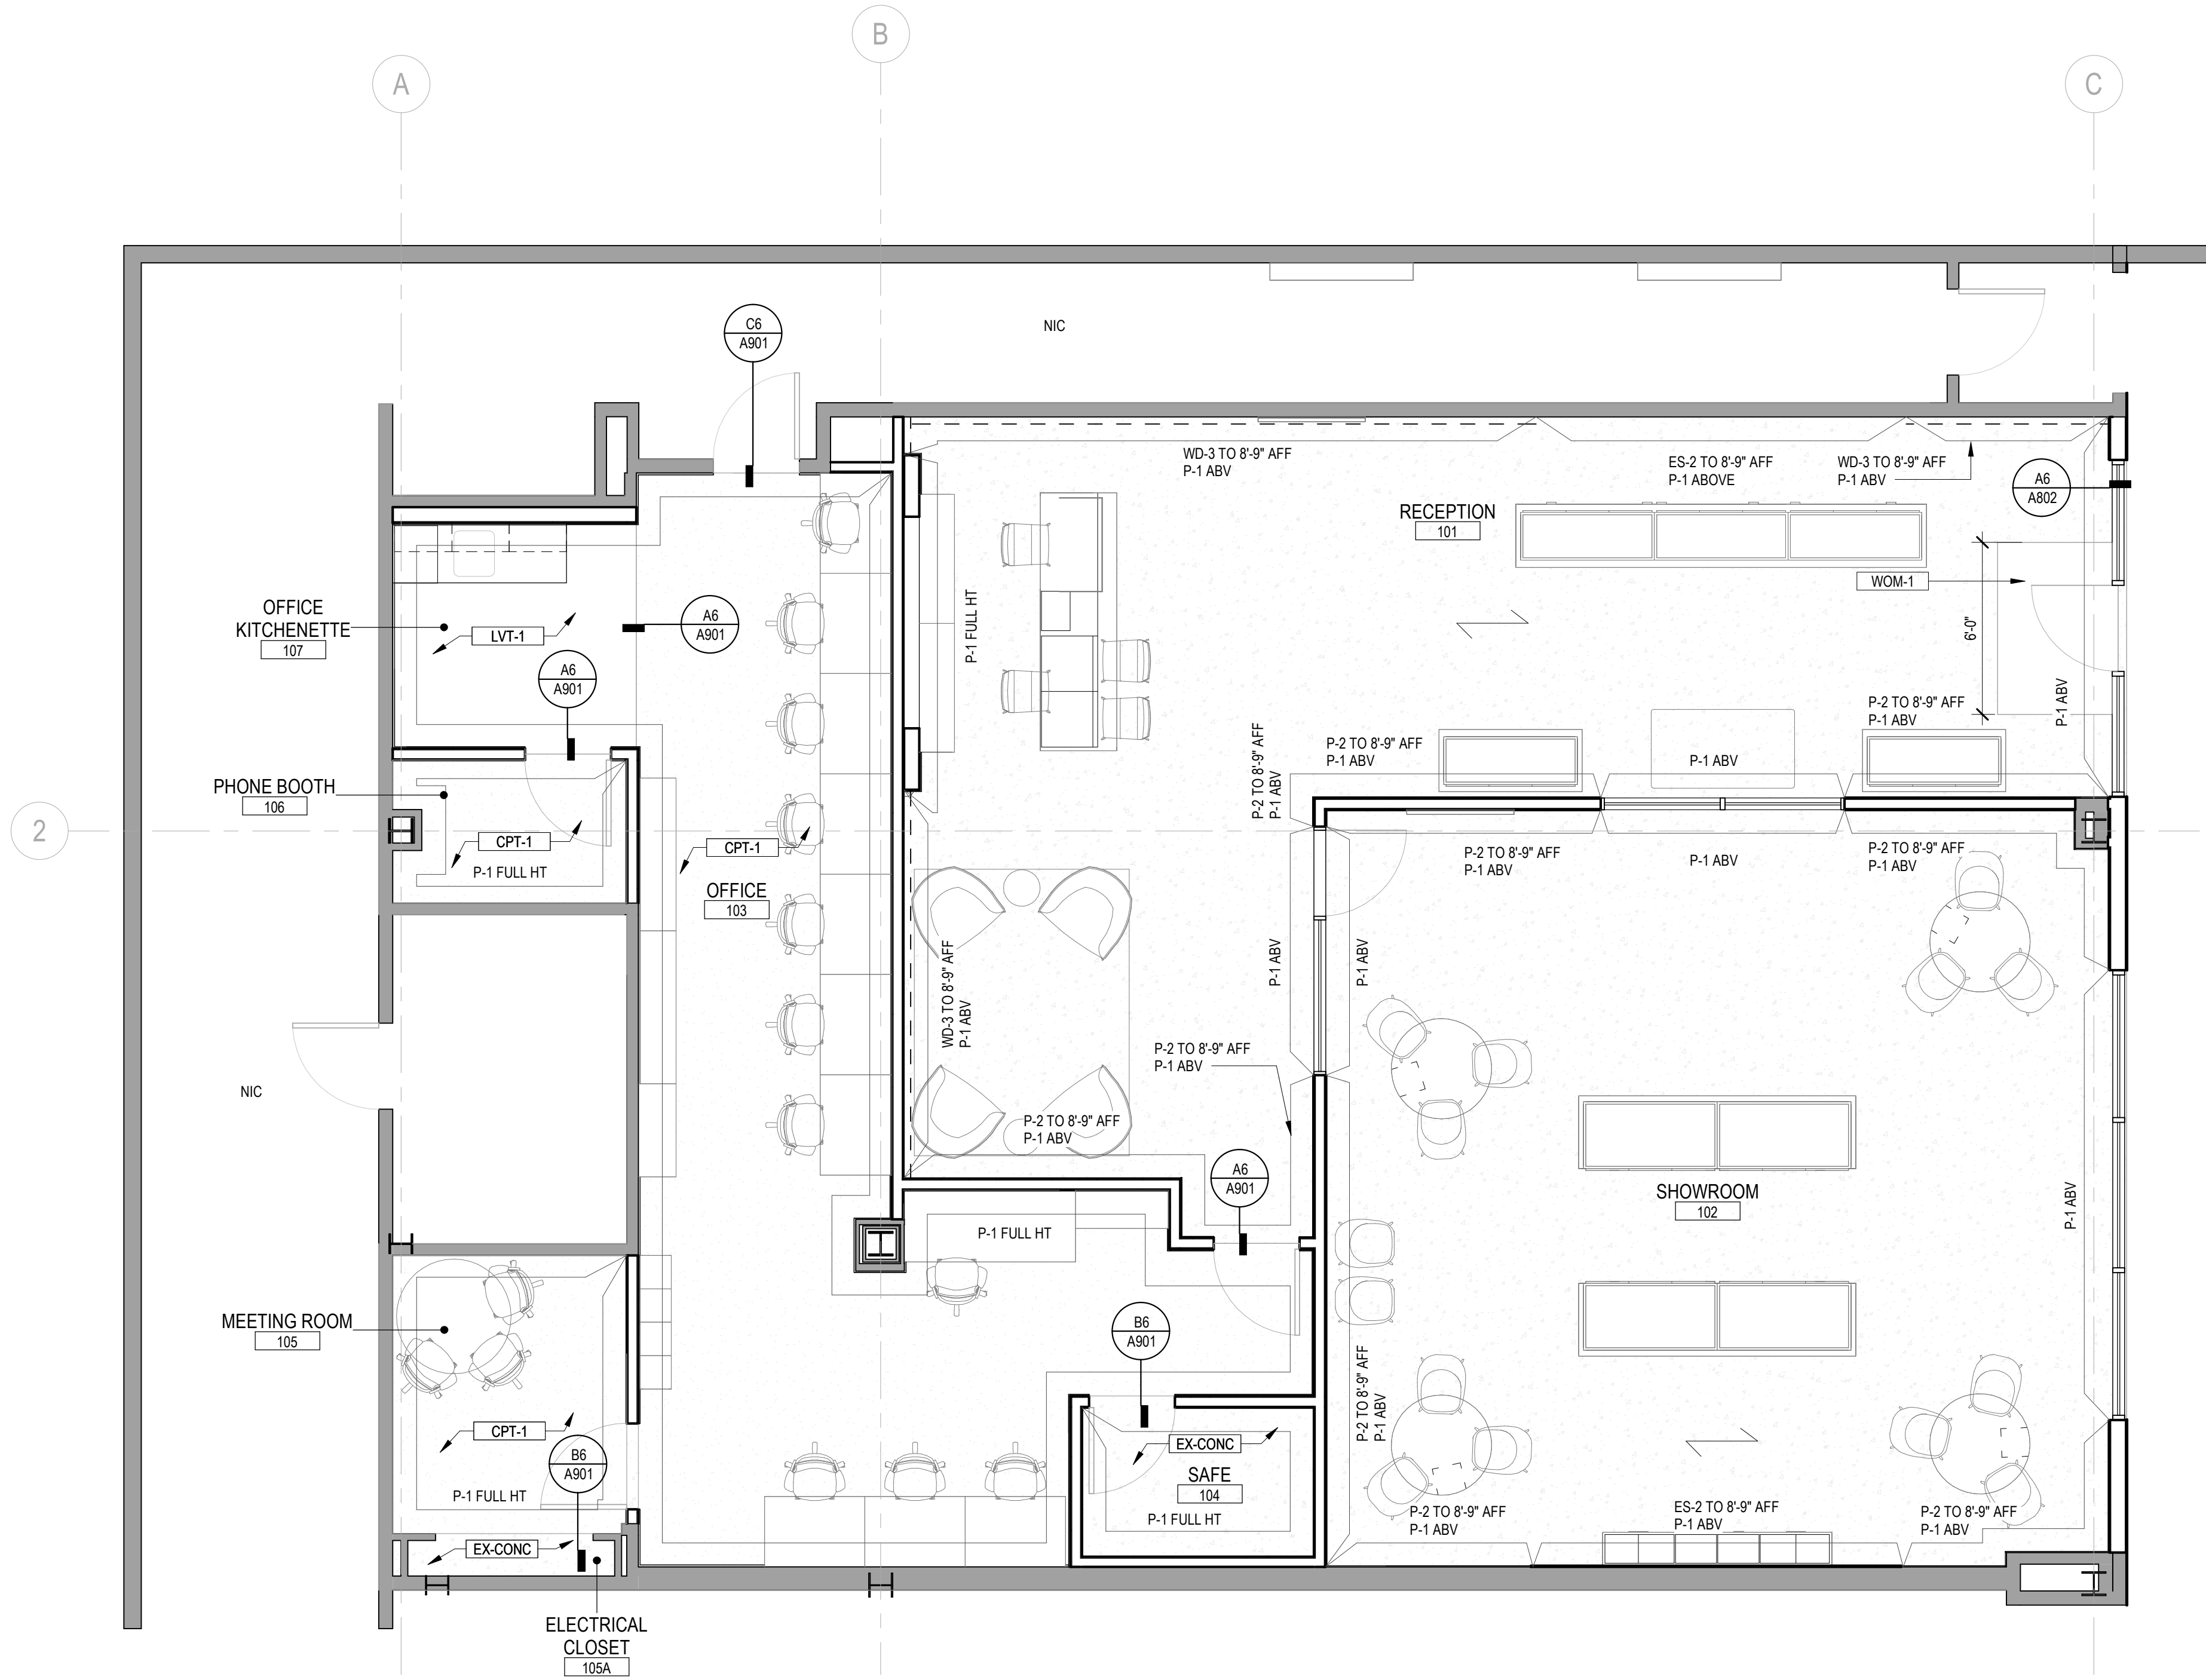 B
A
C
C6
A901
NIC
WD-3 TO 8'-9" AFF
P-1 ABV
ES-2 TO 8'-9" AFF
P-1 ABOVE
WD-3 TO 8'-9" AFF
P-1 ABV
A6
A802
RECEPTION
101
WOM-1
6'-0"
OFFICE
KITCHENETTE
107
LVT-1
A6
A901
A6
A901
P-1 FULL HT
P-2 TO 8'-9" AFF
P-1 ABV
P-1 ABV
P-2 TO 8'-9" AFF
P-1 ABV
P-2 TO 8'-9" AFF
P-1 ABV
P-1 ABV
PHONE BOOTH
106
2
CPT-1
P-1 FULL HT
CPT-1
OFFICE
103
P-2 TO 8'-9" AFF
P-1 ABV
P-1 ABV
P-2 TO 8'-9" AFF
P-1 ABV
WD-3 TO 8'-9" AFF
P-1 ABV
P-1 ABV
P-1 ABV
P-2 TO 8'-9" AFF
P-1 ABV
NIC
P-2 TO 8'-9" AFF
P-1 ABV
A6
A901
SHOWROOM
102
P-1 ABV
P-1 FULL HT
MEETING ROOM
105
B6
A901
P-2 TO 8'-9" AFF
P-1 ABV
CPT-1
B6
A901
P-1 FULL HT
EX-CONC
SAFE
104
P-1 FULL HT
P-2 TO 8'-9" AFF
P-1 ABV
ES-2 TO 8'-9" AFF
P-1 ABV
P-2 TO 8'-9" AFF
P-1 ABV
EX-CONC
ELECTRICAL
CLOSET
105A